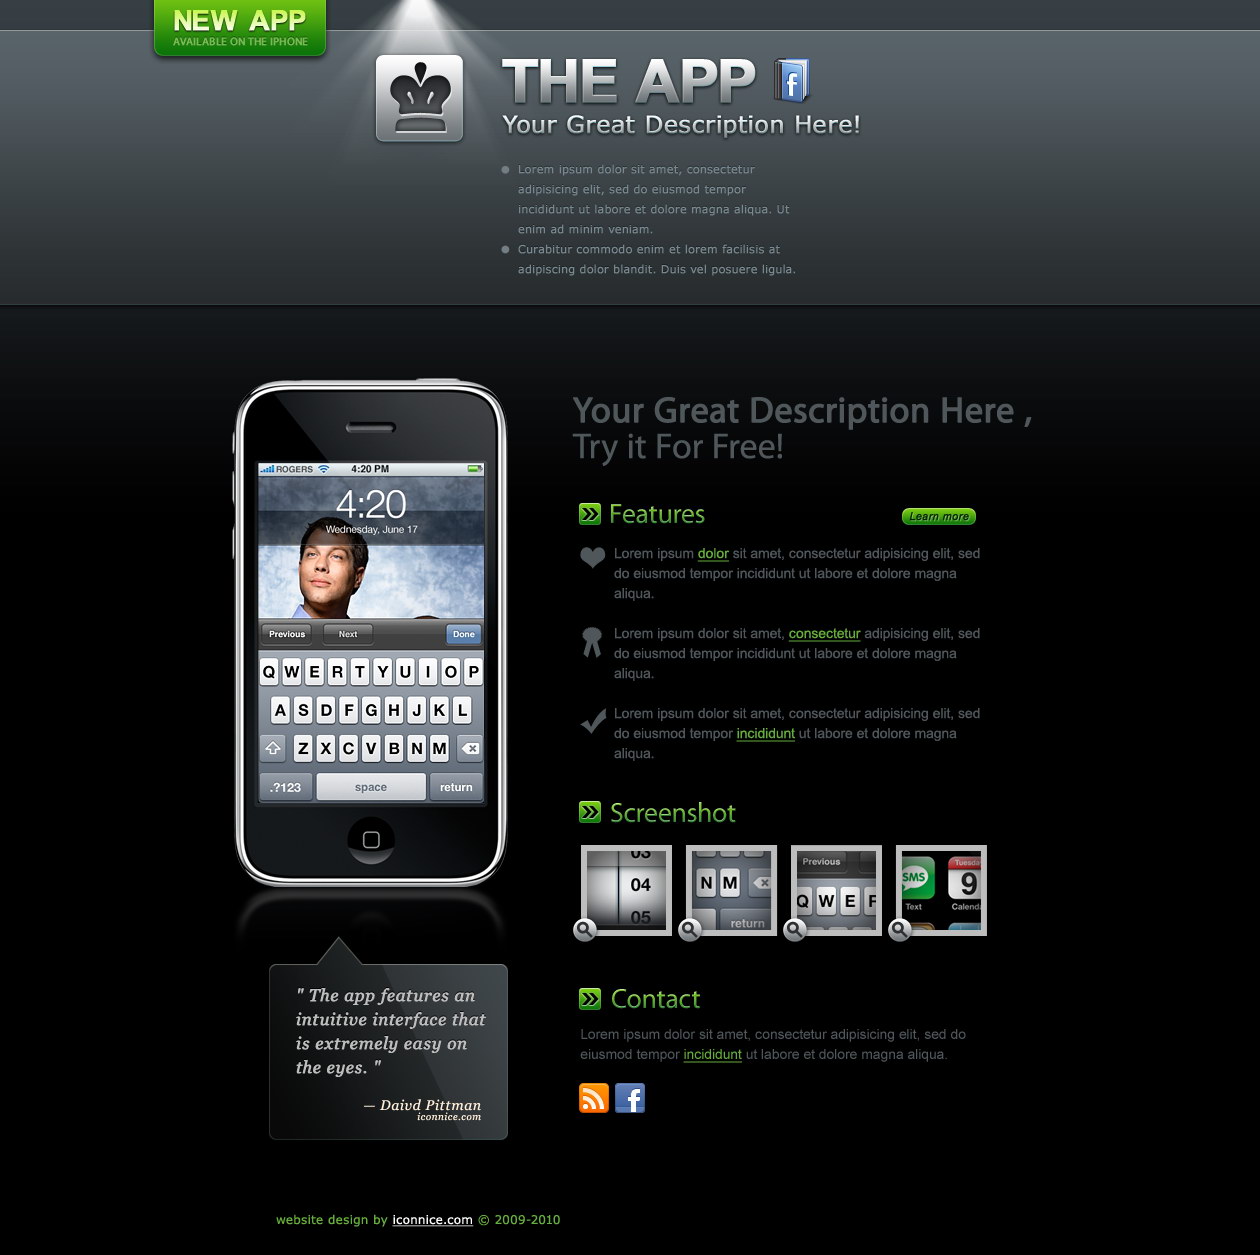 NEW APP
AVAILABLE ON THE IPHONE
THE APP
Your Great Description Here!
Lorem ipsum dolor sit amet, consectetur
adipisicing elit, sed do eiusmod tempor
incididunt ut labore et dolore magna aliqua. Ut
enim ad minim veniam.
Curabitur commodo enim et lorem facilisis at
adipiscing dolor blandit. Duis vel posuere ligula.
ROGERS 4:20 PM
4:20
Wednesday, June 17
Previous Next Done
Q W E R T Y U I O P
A S D F G H J K L
Z X C V B N M
.?123 space return
" The app features an
intuitive interface that
is extremely easy on
the eyes. "
— Daivd Pittman
iconnice.com
Your Great Description Here ,
Try it For Free!
Features
Learn more
Lorem ipsum dolor sit amet, consectetur adipisicing elit, sed
do eiusmod tempor incididunt ut labore et dolore magna
aliqua.
Lorem ipsum dolor sit amet, consectetur adipisicing elit, sed
do eiusmod tempor incididunt ut labore et dolore magna
aliqua.
Lorem ipsum dolor sit amet, consectetur adipisicing elit, sed
do eiusmod tempor incididunt ut labore et dolore magna
aliqua.
Screenshot
03
04
05
N M
return
Previous
Q W E
SMS
Text
Tuesda
9
Calend
Contact
Lorem ipsum dolor sit amet, consectetur adipisicing elit, sed do
eiusmod tempor incididunt ut labore et dolore magna aliqua.
website design by iconnice.com © 2009-2010